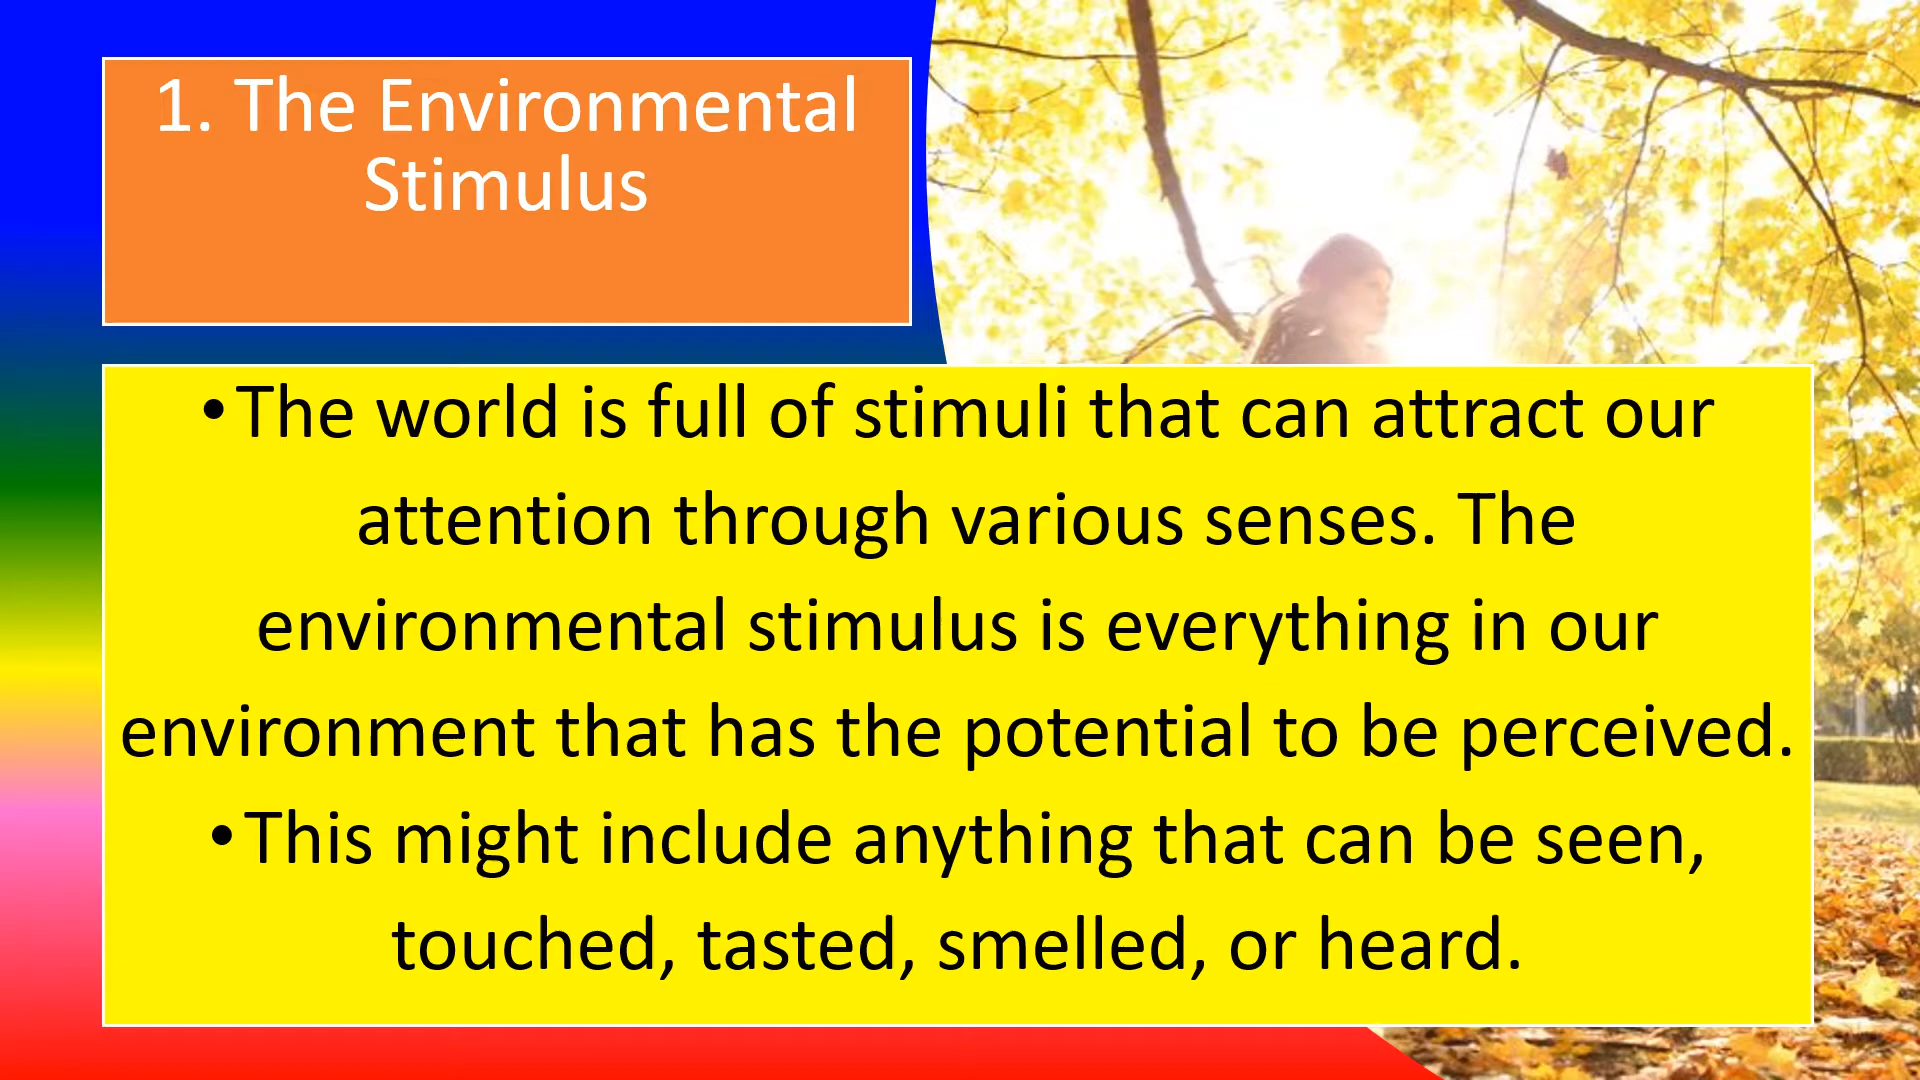 1. The Environmental
Stimulus
•The world is full of stimuli that can attract our
attention through various senses. The
environmental stimulus is everything in our
environment that has the potential to be perceived.
•This might include anything that can be seen,
touched, tasted, smelled, or heard.